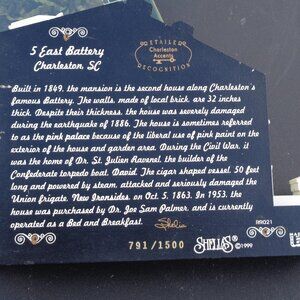 5 East Battery
Charleston SC
DETAILED
Charleston
Accents
RECOGNITION
Built in 1849, the mansion is the second house along Charleston's
famous Battery. The walls, made of local brick, are 32 inches
thick. Despite their thickness, the house was severely damaged
during the earthquake of 1886. The house is sometimes referred
to as the pink palace because of the liberal use of pink paint on the
exterior of the house and garden area. During the Civil War, it
was the home of Dr. St. Julien Ravenel, the builder of the
Confederate torpedo boat, David. The cigar shaped vessel, 50 feet
long and powered by steam, attacked and seriously damaged the
Union frigate, New Ironsides, on Oct. 5, 1863. In 1953, the
house was purchased by Dr. Joe Sam Palmer, and is currently
operated as a Bed and Breakfast.
Shelia
791/1500
SHELIA'S
©1999